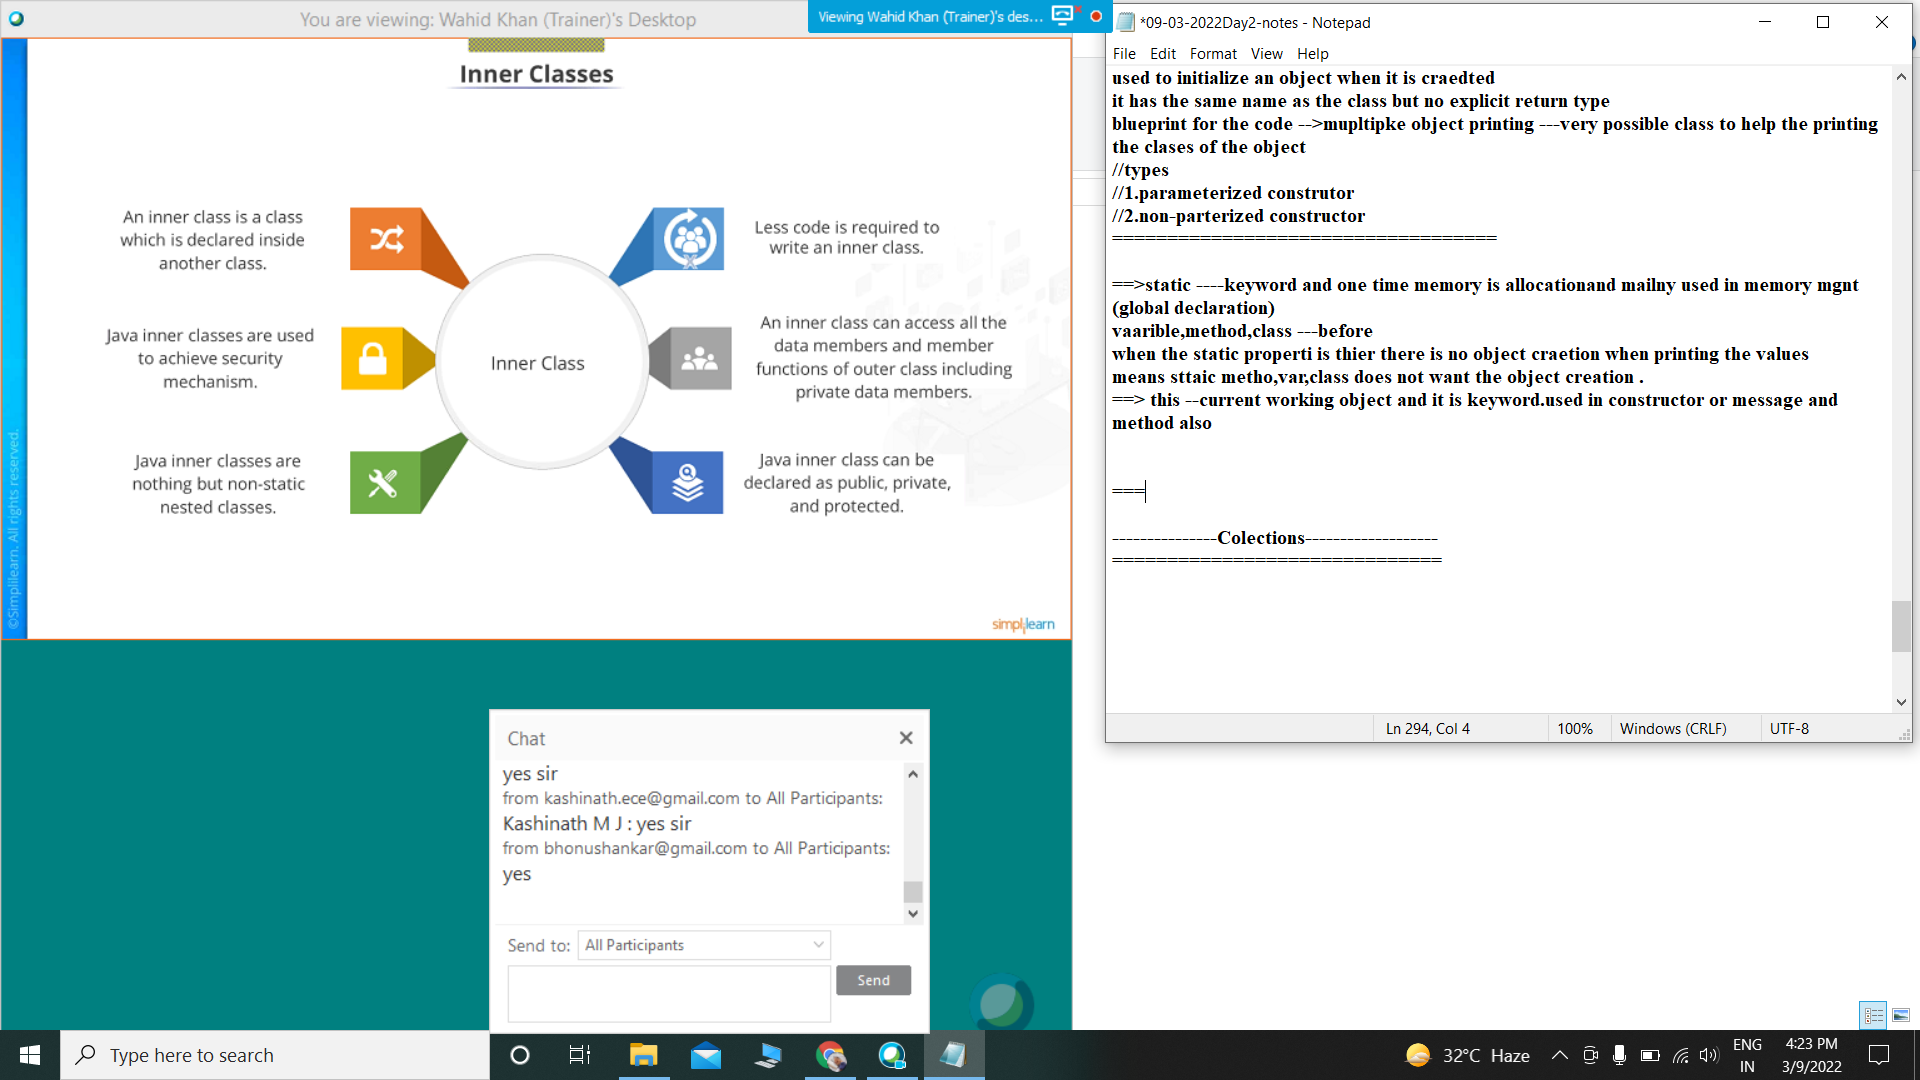 You are viewing: Wahid Khan (Trainer)'s Desktop
Viewing Wahid Khan (Trainer)'s des...
Inner Classes
An inner class is a class
which is declared inside
another class.
Java inner classes are used
to achieve security
mechanism.
Java inner classes are
nothing but non-static
nested classes.
Inner Class
Less code is required to
write an inner class.
An inner class can access all the
data members and member
functions of outer class including
private data members.
Java inner class can be
declared as public, private,
and protected.
©Simplilearn. All rights reserved.
simplilearn
*09-03-2022Day2-notes - Notepad
File Edit Format View Help
used to initialize an object when it is craedted
it has the same name as the class but no explicit return type
blueprint for the code -->mupltipke object printing ---very possible class to help the printing
the clases of the object
//types
//1.parameterized construtor
//2.non-parterized constructor
===================================
==>static ----keyword and one time memory is allocationand mailny used in memory mgnt
(global declaration)
vaarible,method,class ---before
when the static properti is thier there is no object craetion when printing the values
means sttaic metho,var,class does not want the object creation .
==> this --current working object and it is keyword.used in constructor or message and
method also
===
---------------Colections-------------------
==============================
Ln 294, Col 4
100%
Windows (CRLF)
UTF-8
Chat
yes sir
from kashinath.ece@gmail.com to All Participants:
Kashinath M J : yes sir
from bhonushankar@gmail.com to All Participants:
yes
Send to: All Participants
Send
Type here to search
32°C Haze
ENG
IN
4:23 PM
3/9/2022